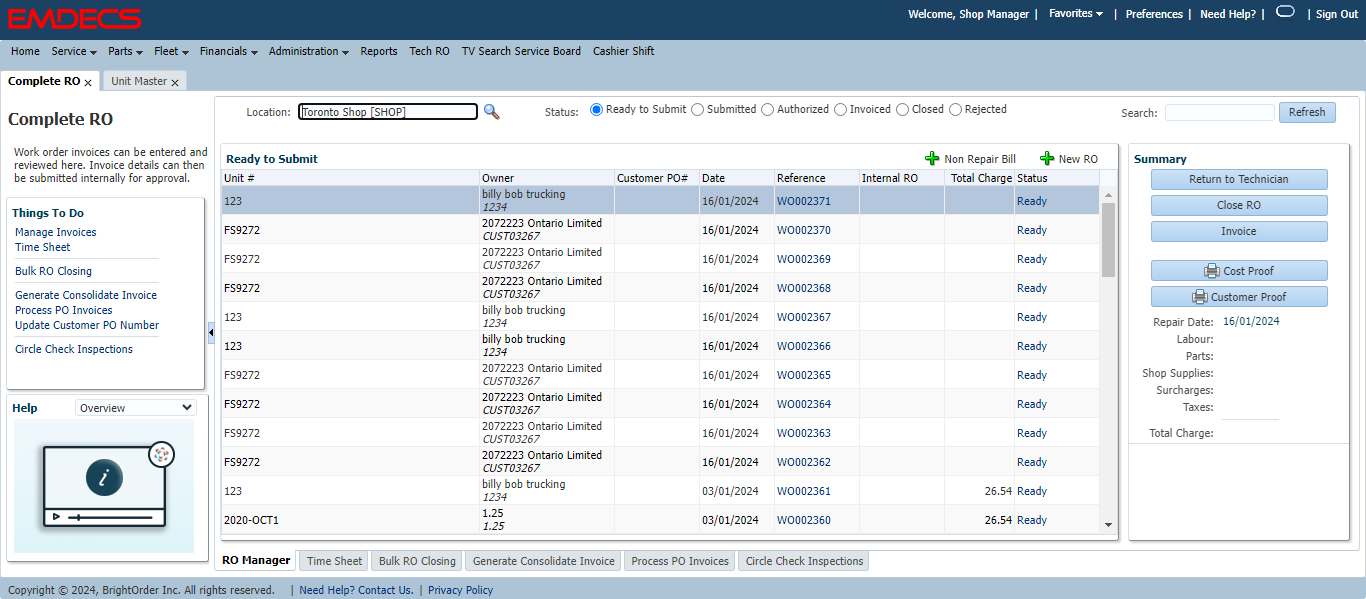 EMDECS
Welcome, Shop Manager | Favorites | Preferences | Need Help? | | Sign Out
Home Service Parts Fleet Financials Administration Reports Tech RO TV Search Service Board Cashier Shift
Complete RO x Unit Master x
Complete RO
Work order invoices can be entered and
reviewed here. Invoice details can then
be submitted internally for approval.
Things To Do
Manage Invoices
Time Sheet
Bulk RO Closing
Generate Consolidate Invoice
Process PO Invoices
Update Customer PO Number
Circle Check Inspections
Help Overview
i
Location: Toronto Shop [SHOP] Status: Ready to Submit Submitted Authorized Invoiced Closed Rejected Search: Refresh
Ready to Submit Non Repair Bill New RO
Unit # Owner Customer PO# Date Reference Internal RO Total Charge Status
123 billy bob trucking 16/01/2024 WO002371 Ready
1234
FS9272 2072223 Ontario Limited 16/01/2024 WO002370 Ready
CUST03267
FS9272 2072223 Ontario Limited 16/01/2024 WO002369 Ready
CUST03267
FS9272 2072223 Ontario Limited 16/01/2024 WO002368 Ready
CUST03267
123 billy bob trucking 16/01/2024 WO002367 Ready
1234
123 billy bob trucking 16/01/2024 WO002366 Ready
1234
FS9272 2072223 Ontario Limited 16/01/2024 WO002365 Ready
CUST03267
FS9272 2072223 Ontario Limited 16/01/2024 WO002364 Ready
CUST03267
FS9272 2072223 Ontario Limited 16/01/2024 WO002363 Ready
CUST03267
FS9272 2072223 Ontario Limited 16/01/2024 WO002362 Ready
CUST03267
123 billy bob trucking 03/01/2024 WO002361 26.54 Ready
1234
2020-OCT1 1.25 03/01/2024 WO002360 26.54 Ready
1.25
Summary
Return to Technician
Close RO
Invoice
Cost Proof
Customer Proof
Repair Date: 16/01/2024
Labour:
Parts:
Shop Supplies:
Surcharges:
Taxes:
Total Charge:
RO Manager Time Sheet Bulk RO Closing Generate Consolidate Invoice Process PO Invoices Circle Check Inspections
Copyright © 2024, BrightOrder Inc. All rights reserved. | Need Help? Contact Us. | Privacy Policy